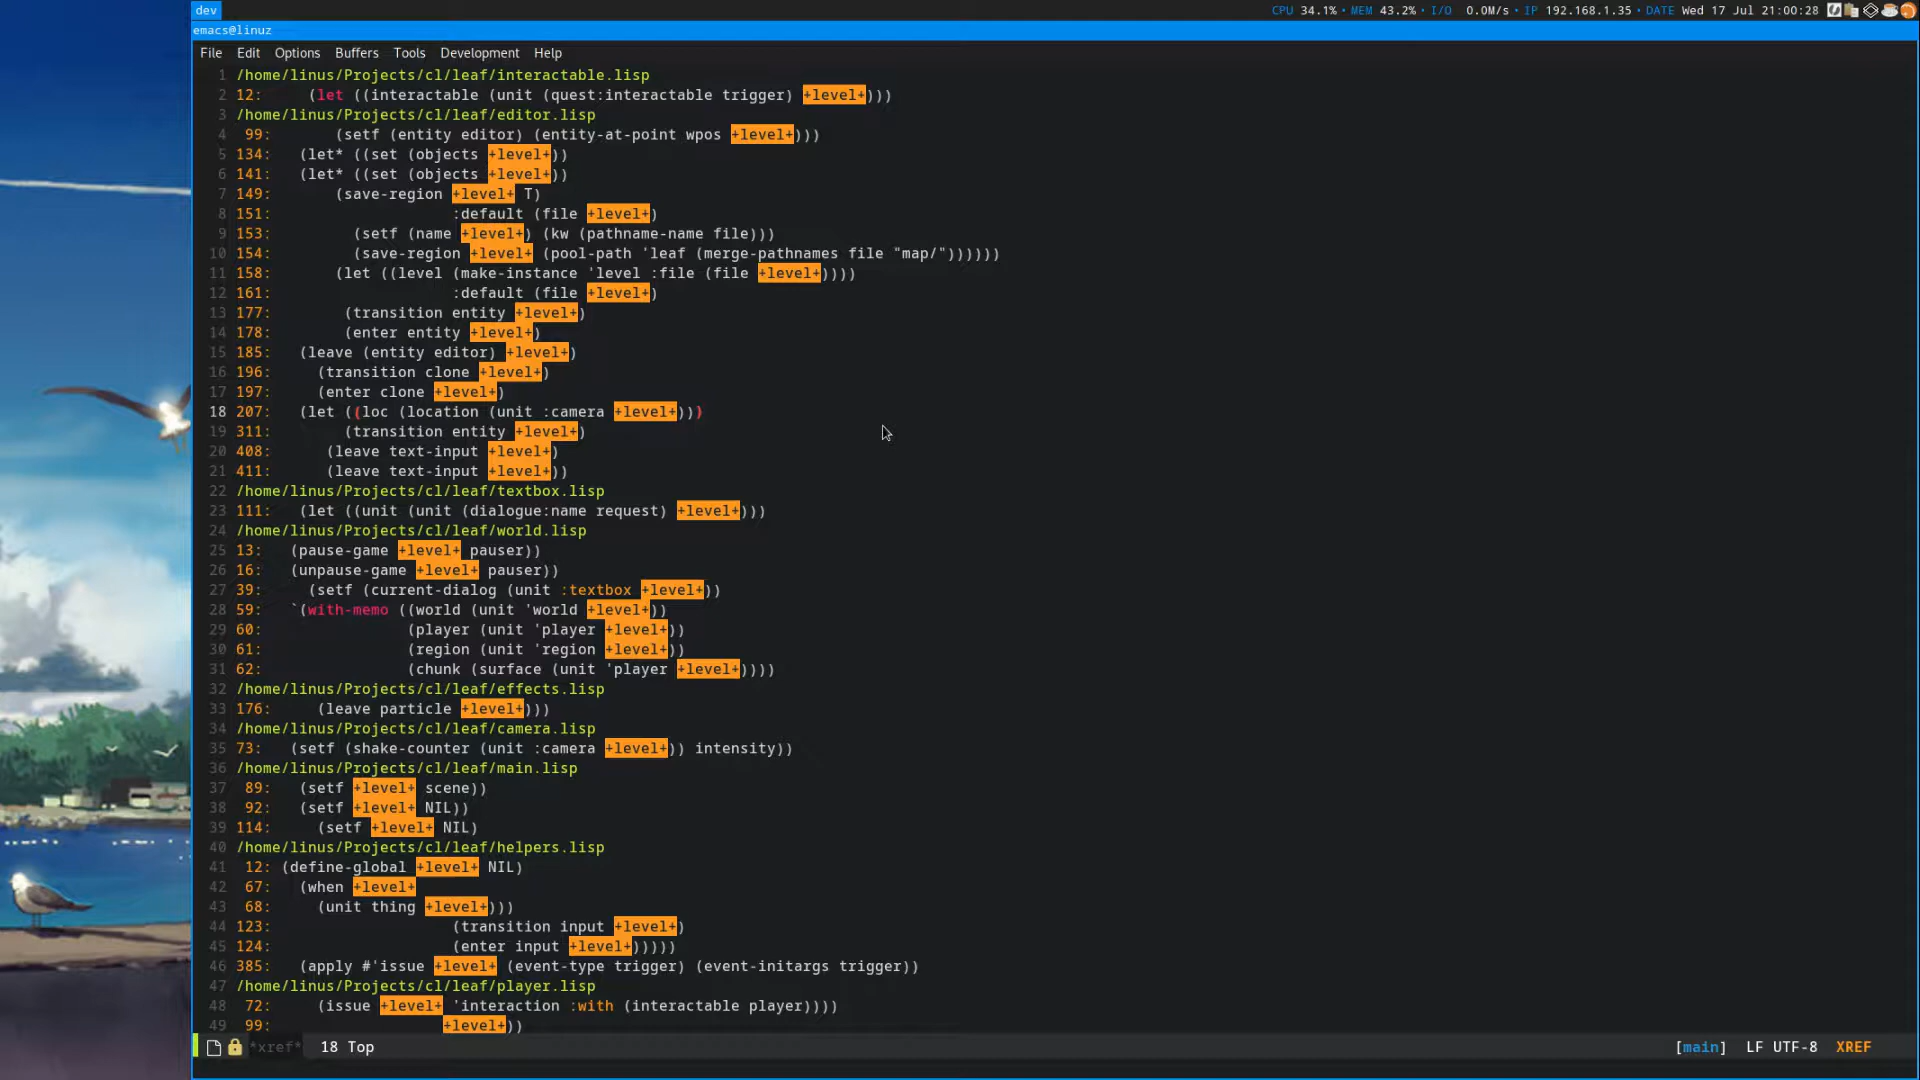 dev
CPU 34.1% · MEM 43.2% · I/O 0.0M/s · IP 192.168.1.35 · DATE Wed 17 Jul 21:00:28
emacs@linuz
File Edit Options Buffers Tools Development Help
1 /home/linus/Projects/cl/leaf/interactable.lisp
2 12: (let ((interactable (unit (quest:interactable trigger) +level+)))
3 /home/linus/Projects/cl/leaf/editor.lisp
4 99: (setf (entity editor) (entity-at-point wpos +level+)))
5 134: (let* ((set (objects +level+))
6 141: (let* ((set (objects +level+))
7 149: (save-region +level+ T)
8 151: :default (file +level+)
9 153: (setf (name +level+) (kw (pathname-name file)))
10 154: (save-region +level+ (pool-path 'leaf (merge-pathnames file "map/"))))))
11 158: (let ((level (make-instance 'level :file (file +level+))))
12 161: :default (file +level+)
13 177: (transition entity +level+)
14 178: (enter entity +level+)
15 185: (leave (entity editor) +level+)
16 196: (transition clone +level+)
17 197: (enter clone +level+)
18 207: (let ((loc (location (unit :camera +level+)))
19 311: (transition entity +level+)
20 408: (leave text-input +level+)
21 411: (leave text-input +level+))
22 /home/linus/Projects/cl/leaf/textbox.lisp
23 111: (let ((unit (unit (dialogue:name request) +level+)))
24 /home/linus/Projects/cl/leaf/world.lisp
25 13: (pause-game +level+ pauser))
26 16: (unpause-game +level+ pauser))
27 39: (setf (current-dialog (unit :textbox +level+))
28 59: `(with-memo ((world (unit 'world +level+))
29 60: (player (unit 'player +level+))
30 61: (region (unit 'region +level+))
31 62: (chunk (surface (unit 'player +level+))))
32 /home/linus/Projects/cl/leaf/effects.lisp
33 176: (leave particle +level+)))
34 /home/linus/Projects/cl/leaf/camera.lisp
35 73: (setf (shake-counter (unit :camera +level+)) intensity))
36 /home/linus/Projects/cl/leaf/main.lisp
37 89: (setf +level+ scene))
38 92: (setf +level+ NIL))
39 114: (setf +level+ NIL)
40 /home/linus/Projects/cl/leaf/helpers.lisp
41 12: (define-global +level+ NIL)
42 67: (when +level+
43 68: (unit thing +level+)))
44 123: (transition input +level+)
45 124: (enter input +level+)))))
46 385: (apply #'issue +level+ (event-type trigger) (event-initargs trigger))
47 /home/linus/Projects/cl/leaf/player.lisp
48 72: (issue +level+ 'interaction :with (interactable player))))
49 99: +level+))
*xref* 18 Top [main] LF UTF-8 XREF